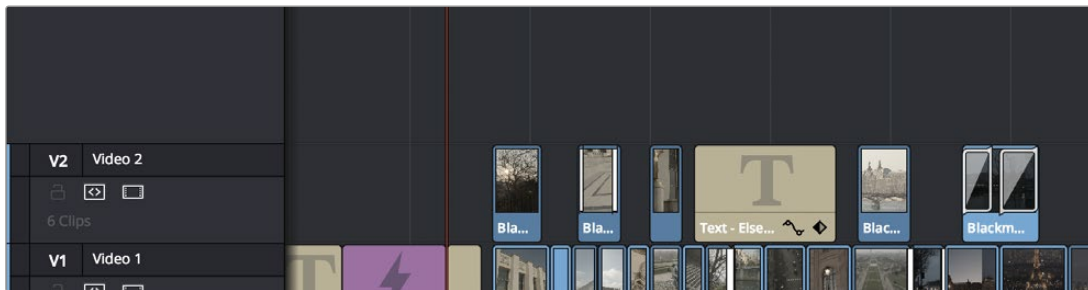 V2 Video 2
6 Clips
Bla...
Bla...
T
Text - Else...
Blac...
Blackm...
V1 Video 1
T